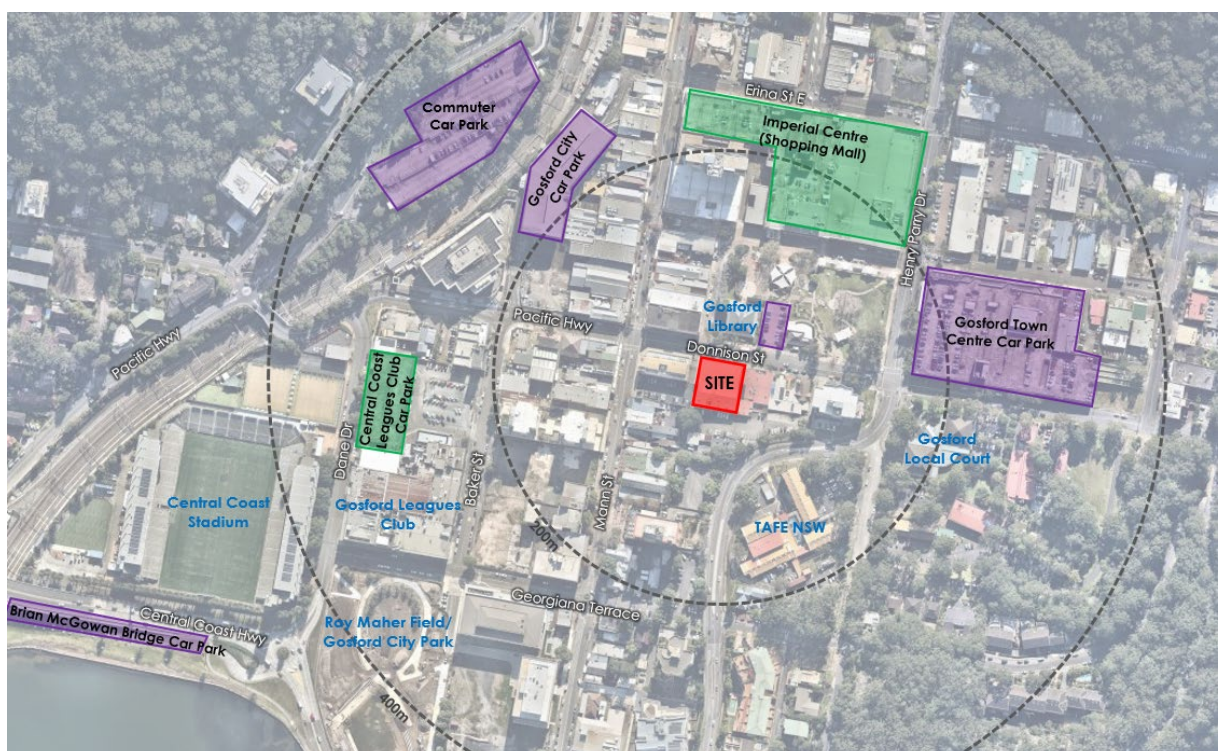 Erina St E
Commuter
Car Park
Imperial Centre
(Shopping Mall)
Gosford City
Car Park
Henry Parry Dr
Gosford
Library
Pacific Hwy
Gosford Town
Centre Car Park
Pacific Hwy
Donnison St
SITE
Central Coast
Leagues Club
Car Park
Dane Dr
Gosford
Local Court
Baker St
Mann St
Central Coast
Stadium
Gosford Leagues
Club
TAFE NSW
200m
Georgiana Terrace
Brian McGowan Bridge Car Park
Central Coast Hwy
Roy Maher Field/
Gosford City Park
400m